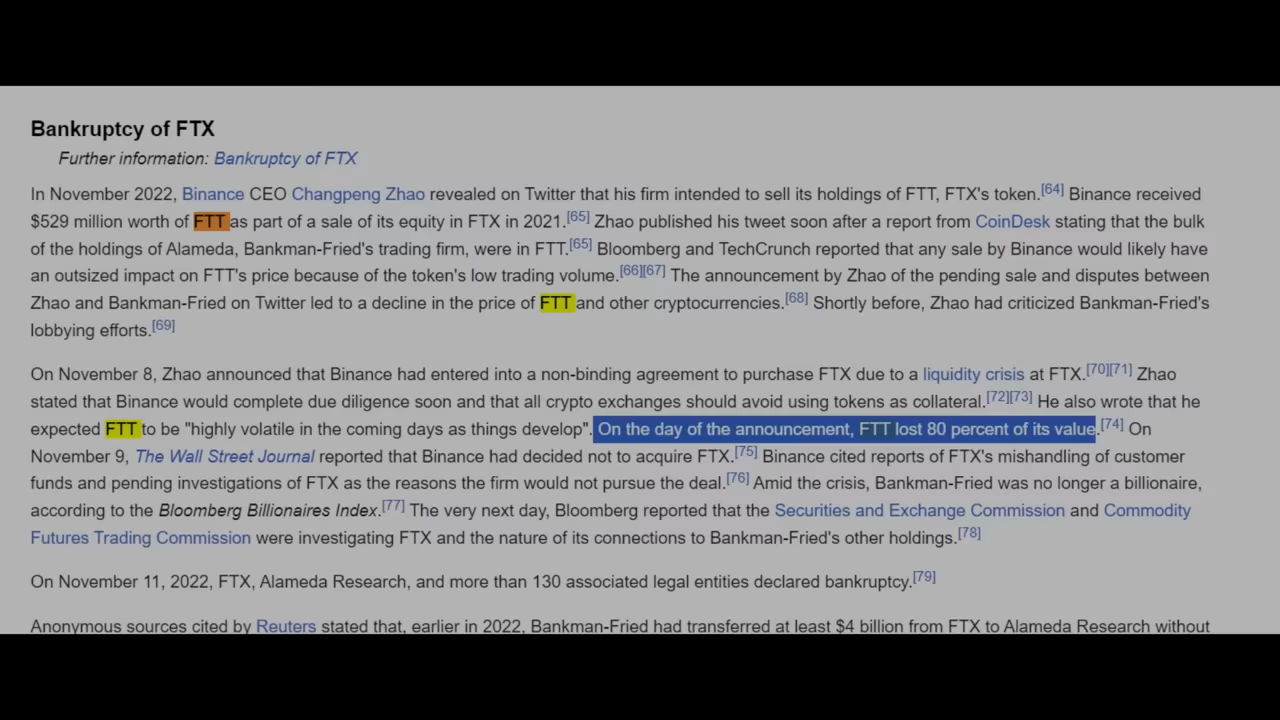 Bankruptcy of FTX
Further information: Bankruptcy of FTX
In November 2022, Binance CEO Changpeng Zhao revealed on Twitter that his firm intended to sell its holdings of FTT, FTX's token.[64] Binance received
$529 million worth of FTT as part of a sale of its equity in FTX in 2021.[65] Zhao published his tweet soon after a report from CoinDesk stating that the bulk
of the holdings of Alameda, Bankman-Fried's trading firm, were in FTT.[65] Bloomberg and TechCrunch reported that any sale by Binance would likely have
an outsized impact on FTT's price because of the token's low trading volume.[66][67] The announcement by Zhao of the pending sale and disputes between
Zhao and Bankman-Fried on Twitter led to a decline in the price of FTT and other cryptocurrencies.[68] Shortly before, Zhao had criticized Bankman-Fried's
lobbying efforts.[69]
On November 8, Zhao announced that Binance had entered into a non-binding agreement to purchase FTX due to a liquidity crisis at FTX.[70][71] Zhao
stated that Binance would complete due diligence soon and that all crypto exchanges should avoid using tokens as collateral.[72][73] He also wrote that he
expected FTT to be "highly volatile in the coming days as things develop". On the day of the announcement, FTT lost 80 percent of its value.[74] On
November 9, The Wall Street Journal reported that Binance had decided not to acquire FTX.[75] Binance cited reports of FTX's mishandling of customer
funds and pending investigations of FTX as the reasons the firm would not pursue the deal.[76] Amid the crisis, Bankman-Fried was no longer a billionaire,
according to the Bloomberg Billionaires Index.[77] The very next day, Bloomberg reported that the Securities and Exchange Commission and Commodity
Futures Trading Commission were investigating FTX and the nature of its connections to Bankman-Fried's other holdings.[78]
On November 11, 2022, FTX, Alameda Research, and more than 130 associated legal entities declared bankruptcy.[79]
Anonymous sources cited by Reuters stated that, earlier in 2022, Bankman-Fried had transferred at least $4 billion from FTX to Alameda Research without